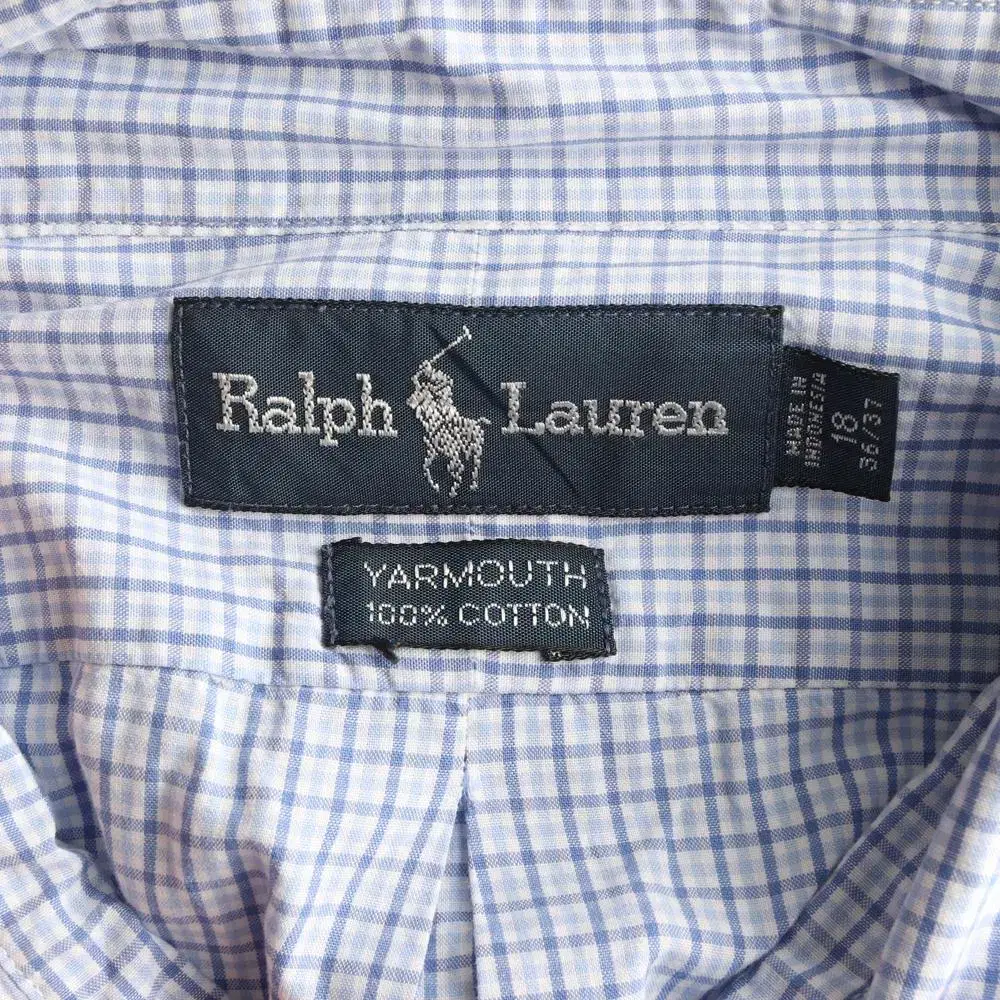 Ralph Lauren
MADE IN
INDONESIA
18
36/37
YARMOUTH
100% COTTON